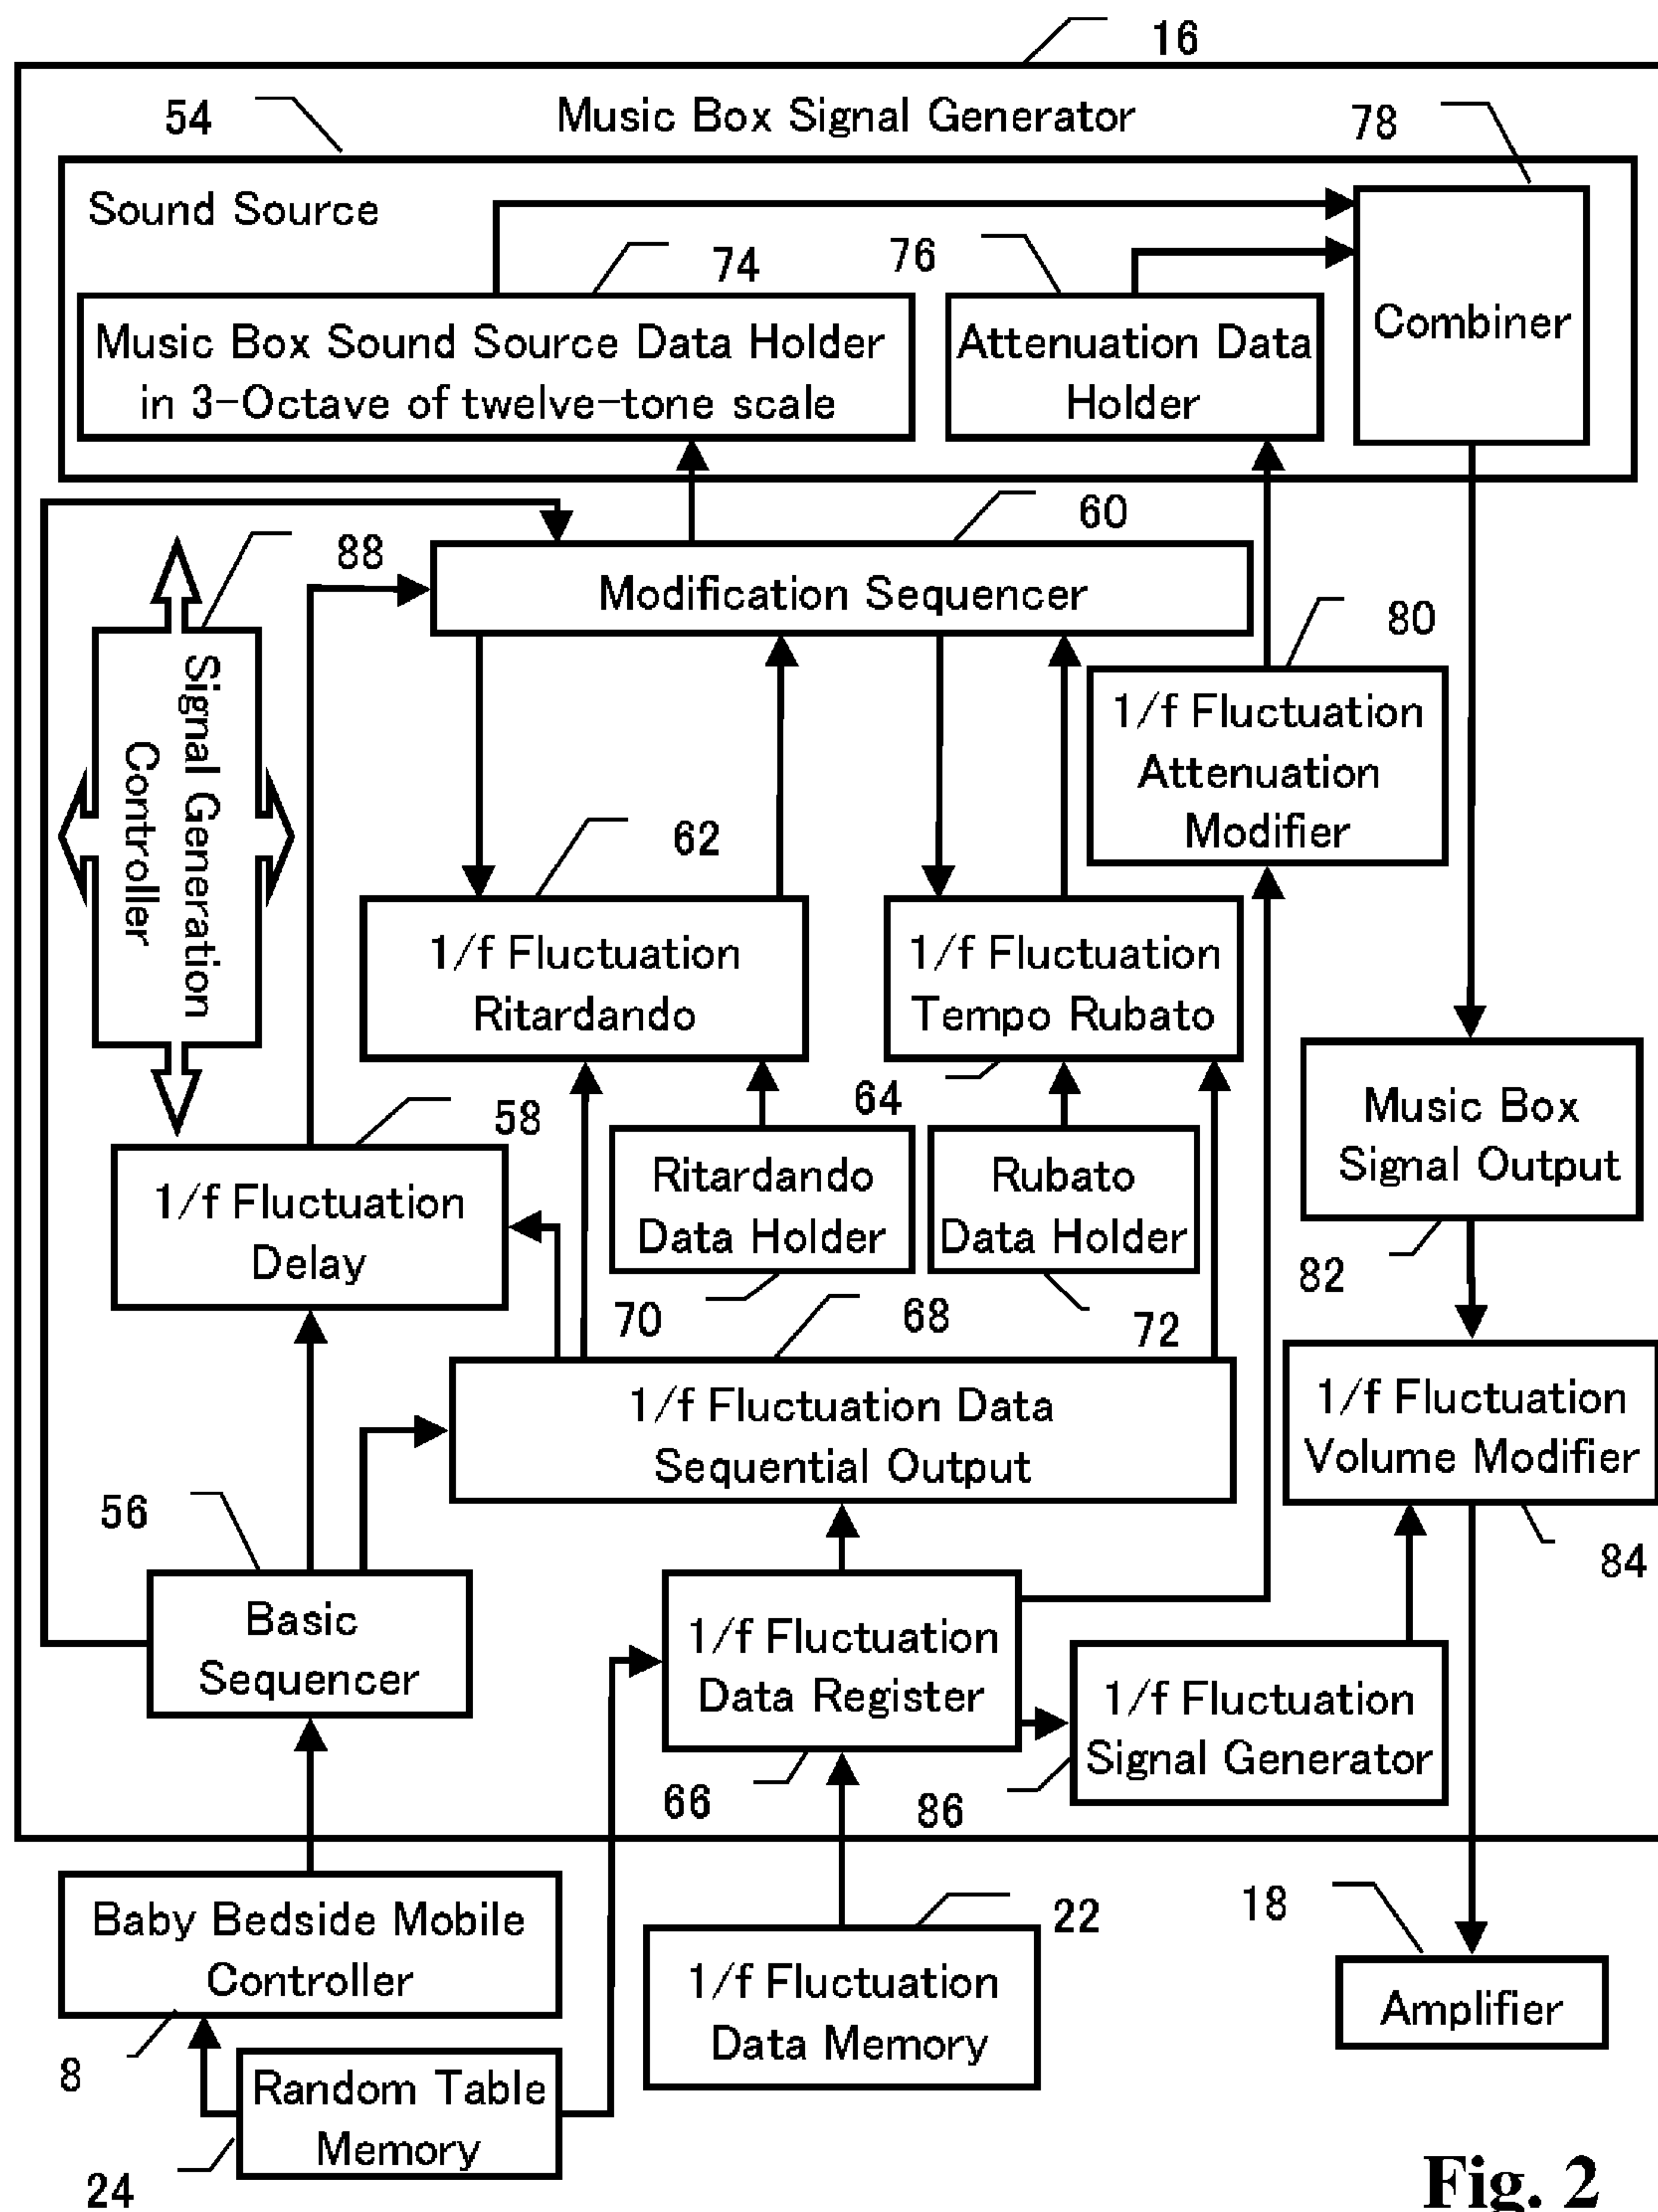 16
54
Music Box Signal Generator
78
Sound Source
74
76
Music Box Sound Source Data Holder
in 3-Octave of twelve-tone scale
Attenuation Data
Holder
Combiner
60
88
Modification Sequencer
80
Signal Generation
Controller
1/f Fluctuation
Attenuation
Modifier
62
1/f Fluctuation
Ritardando
1/f Fluctuation
Tempo Rubato
64
58
Music Box
Signal Output
1/f Fluctuation
Delay
Ritardando
Data Holder
Rubato
Data Holder
82
70
68
72
1/f Fluctuation Data
Sequential Output
1/f Fluctuation
Volume Modifier
56
84
Basic
Sequencer
1/f Fluctuation
Data Register
1/f Fluctuation
Signal Generator
66
86
Baby Bedside Mobile
Controller
22
18
1/f Fluctuation
Data Memory
Amplifier
8
Random Table
Memory
24
Fig. 2